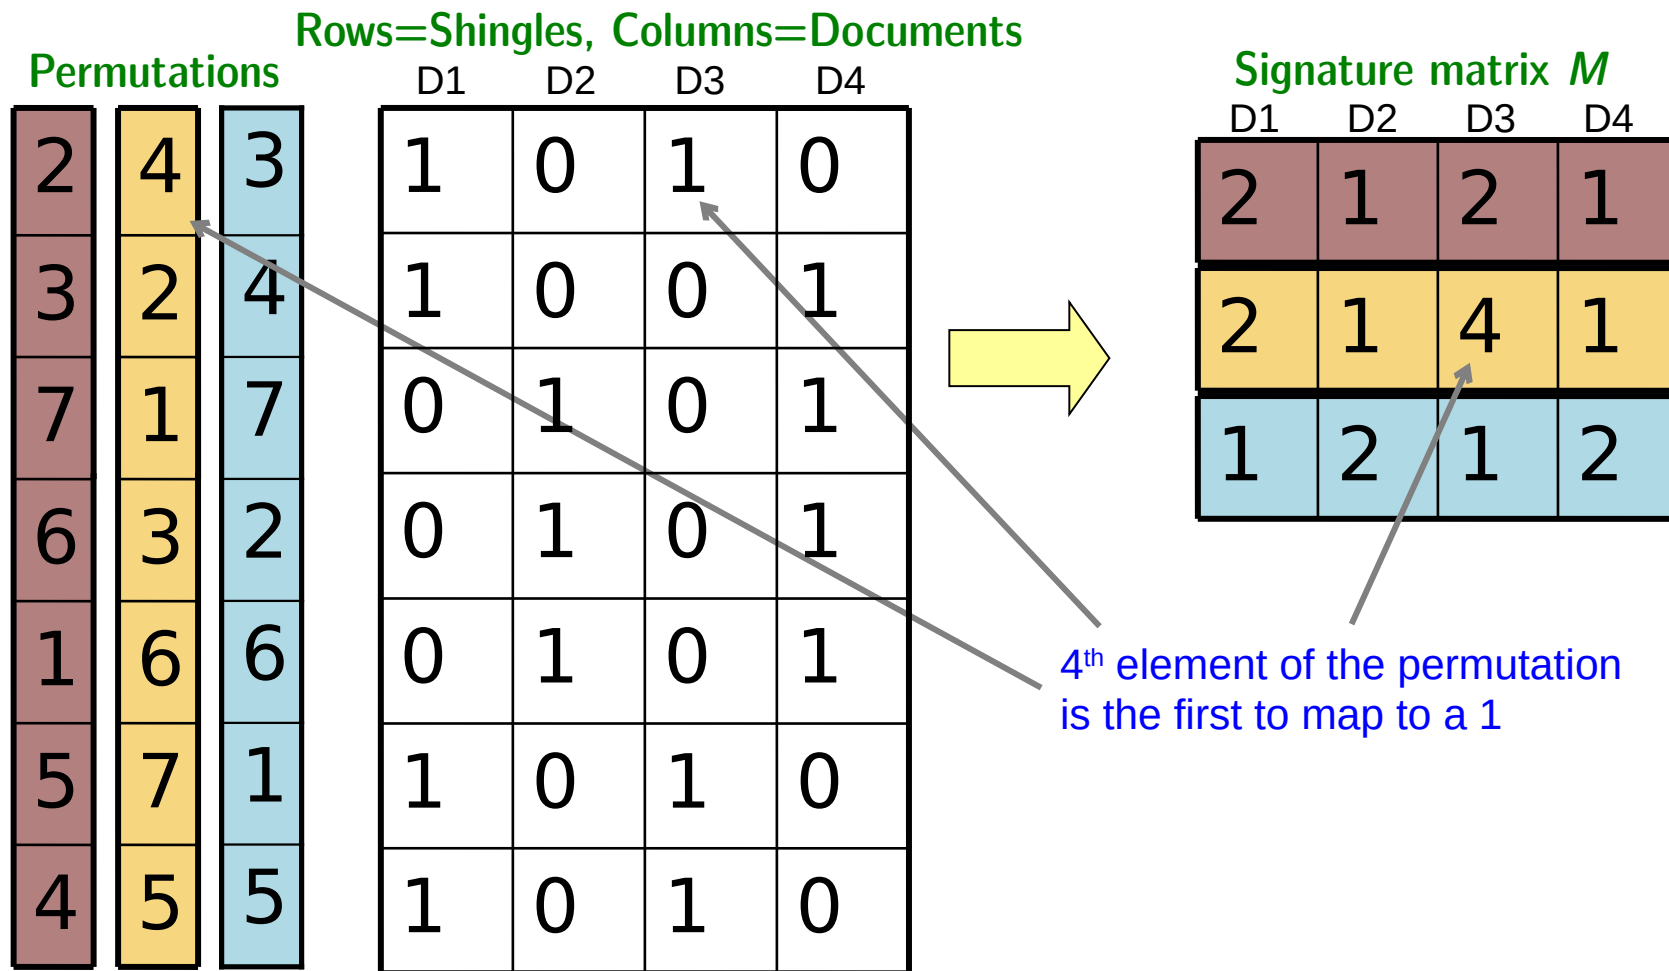 Rows=Shingles, Columns=Documents
Permutations
D1 D2 D3 D4
2 4 3 1 0 1 0
3 2 4 1 0 0 1
7 1 7 0 1 0 1
6 3 2 0 1 0 1
1 6 6 0 1 0 1
5 7 1 1 0 1 0
4 5 5 1 0 1 0
Signature matrix M
D1 D2 D3 D4
2 1 2 1
2 1 4 1
1 2 1 2
4th element of the permutation
is the first to map to a 1